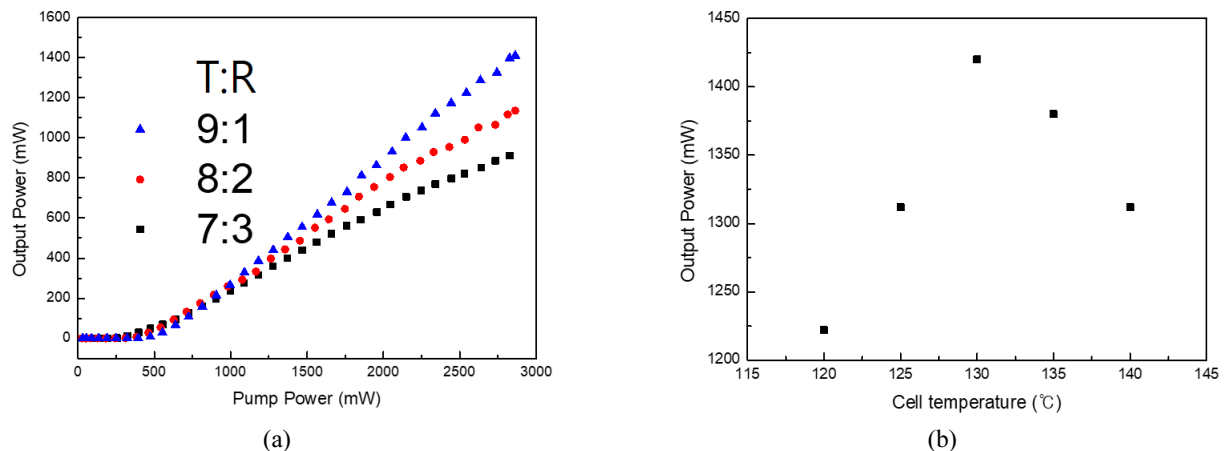 1600
1400
1200
1000
800
600
400
200
0
Output Power (mW)
T:R
9:1
8:2
7:3
0 500 1000 1500 2000 2500 3000
Pump Power (mW)
(a)
1450
1400
1350
1300
1250
1200
Output Power (mW)
115 120 125 130 135 140 145
Cell temperature (℃)
(b)